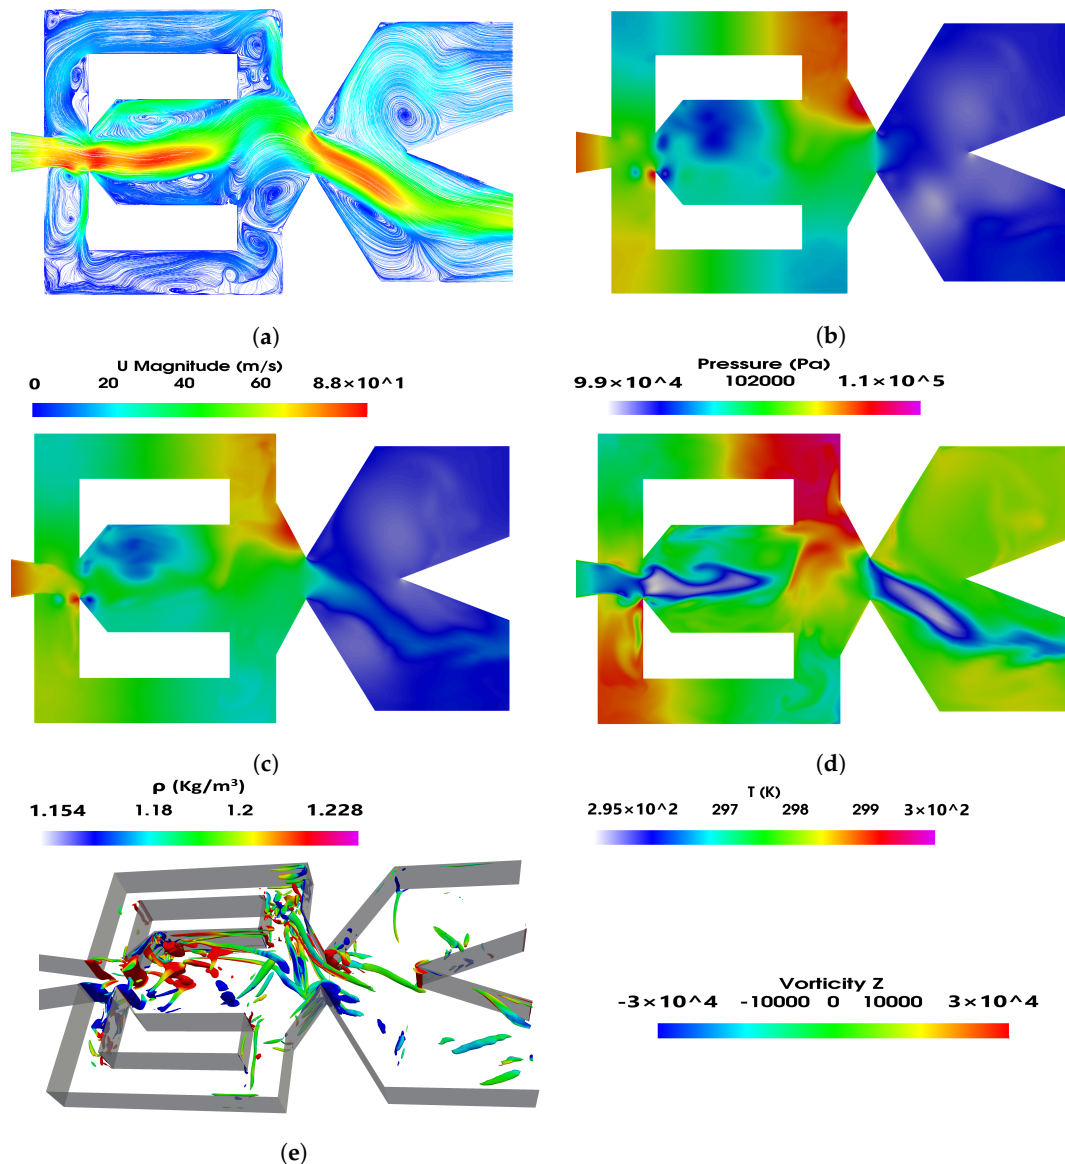 (a)
(b)
U Magnitude (m/s)
0 20 40 60 8.8×10^1
Pressure (Pa)
9.9×10^4 102000 1.1×10^5
(c)
(d)
ρ (Kg/m³)
1.154 1.18 1.2 1.228
T (K)
2.95×10^2 297 298 299 3×10^2
Vorticity Z
-3×10^4 -10000 0 10000 3×10^4
(e)